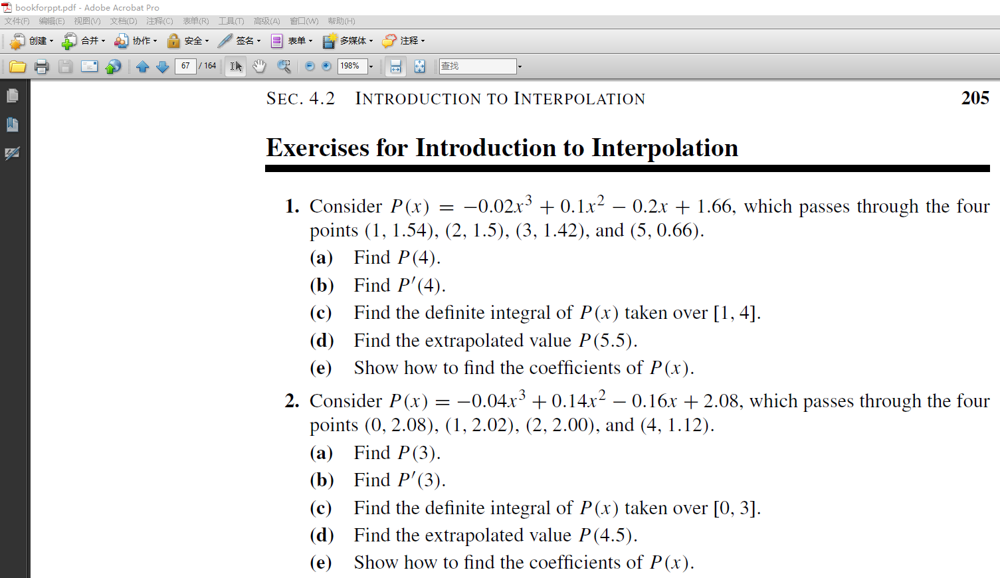 bookforppt.pdf - Adobe Acrobat Pro
文件(F) 编辑(E) 视图(V) 文档(D) 注释(C) 表单(R) 工具(T) 高级(A) 窗口(W) 帮助(H)
创建 合并 协作 安全 签名 表单 多媒体 注释
67 / 164 198% 查找
SEC. 4.2 INTRODUCTION TO INTERPOLATION 205
Exercises for Introduction to Interpolation
1. Consider P(x) = −0.02x³ + 0.1x² − 0.2x + 1.66, which passes through the four
points (1, 1.54), (2, 1.5), (3, 1.42), and (5, 0.66).
(a) Find P(4).
(b) Find P′(4).
(c) Find the definite integral of P(x) taken over [1, 4].
(d) Find the extrapolated value P(5.5).
(e) Show how to find the coefficients of P(x).
2. Consider P(x) = −0.04x³ + 0.14x² − 0.16x + 2.08, which passes through the four
points (0, 2.08), (1, 2.02), (2, 2.00), and (4, 1.12).
(a) Find P(3).
(b) Find P′(3).
(c) Find the definite integral of P(x) taken over [0, 3].
(d) Find the extrapolated value P(4.5).
(e) Show how to find the coefficients of P(x).